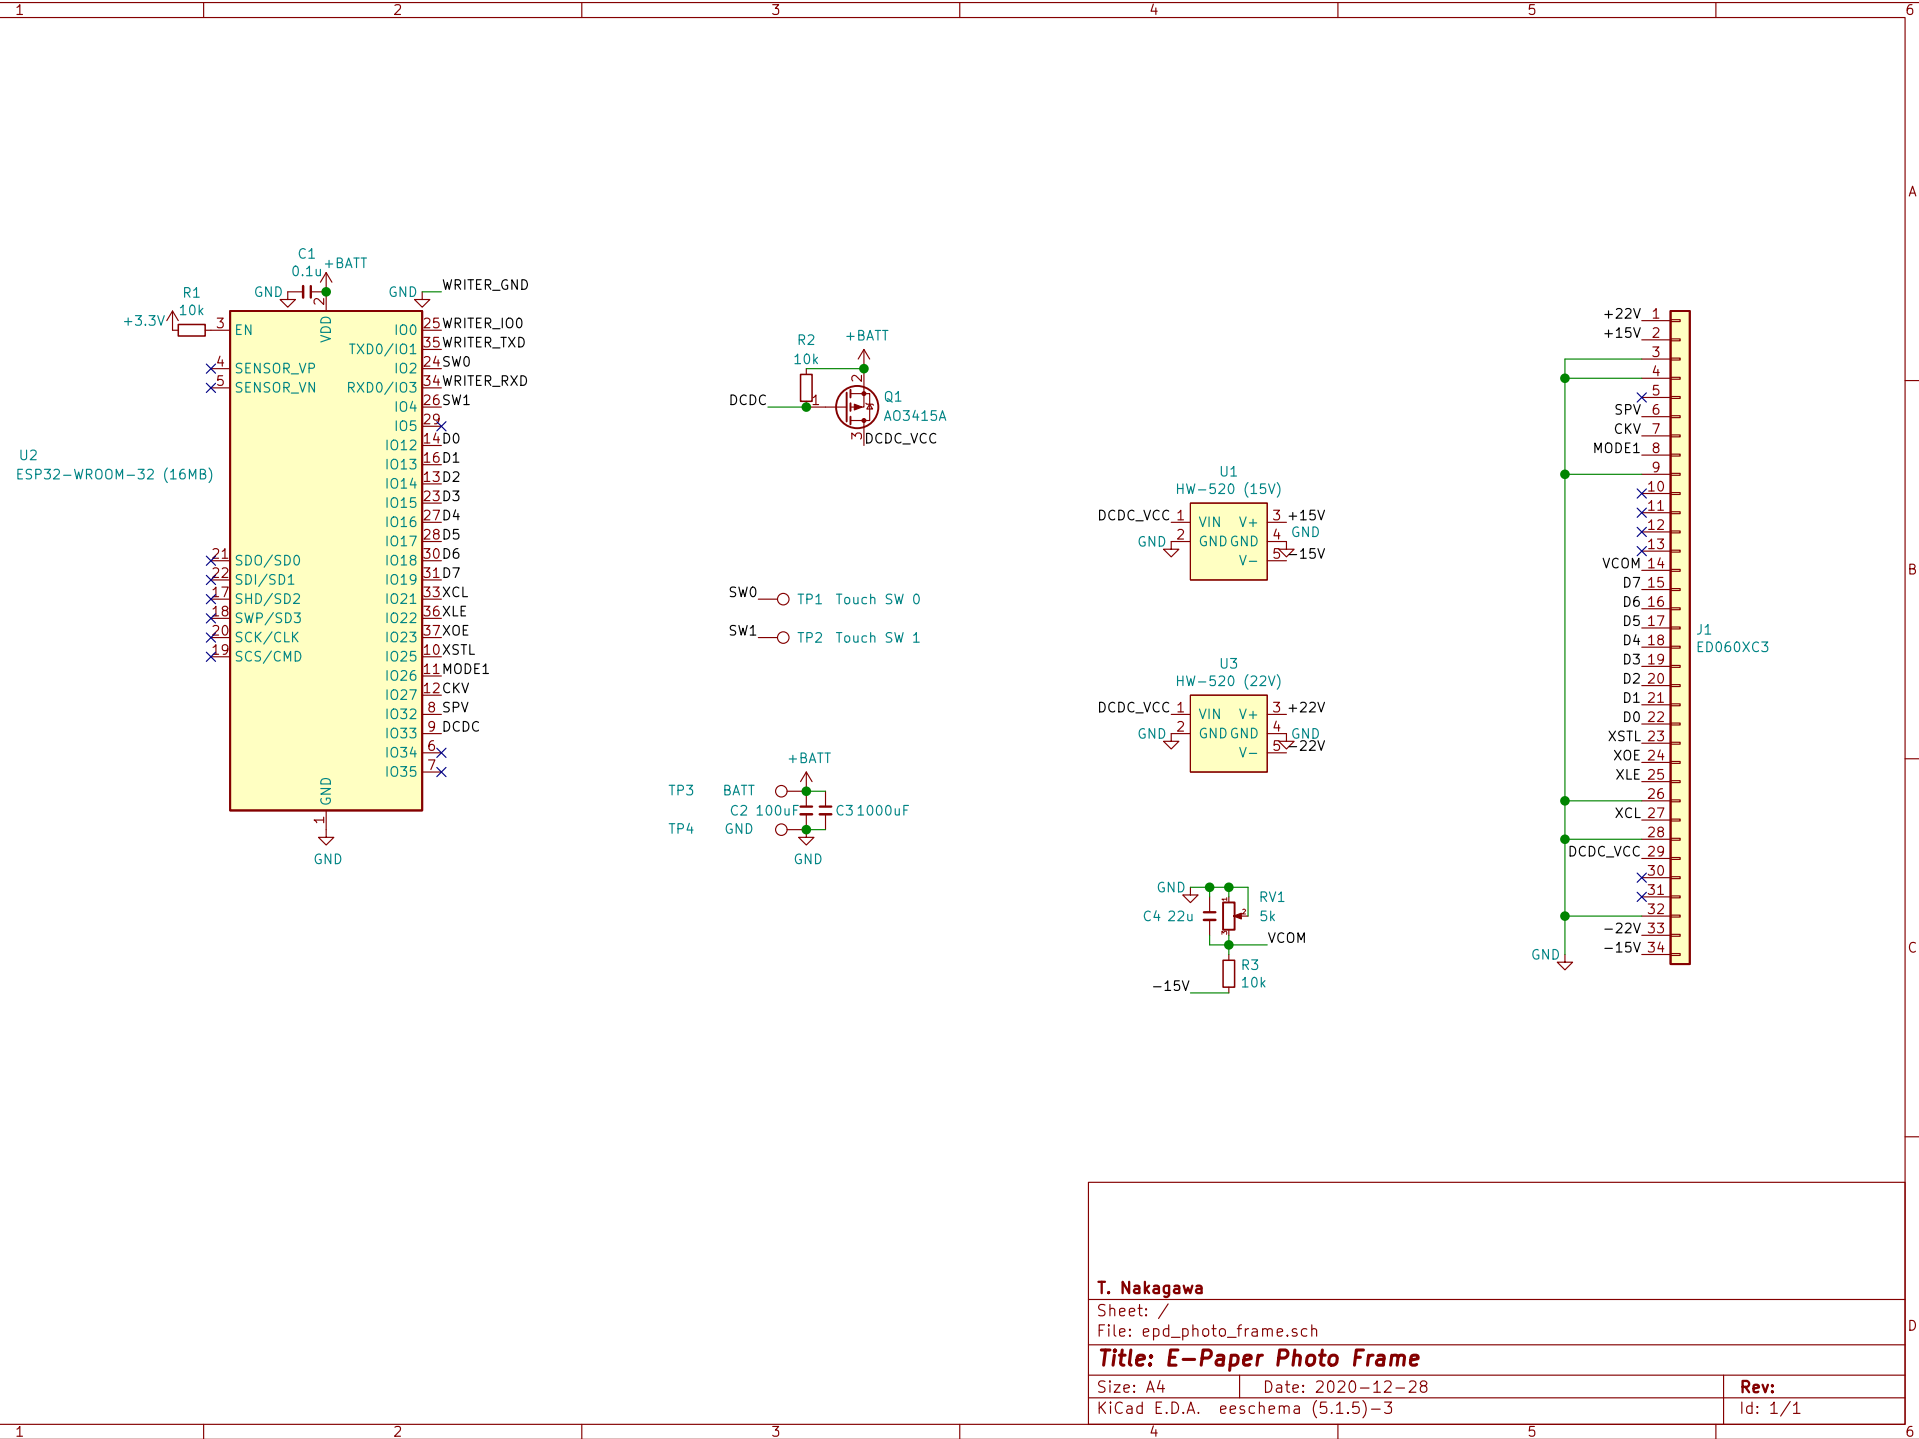 1 2 3 4 5 6
A
B
C
D
C1
0.1u
+BATT
GND
R1
10k
+3.3V
GND
WRITER_GND
U2
ESP32-WROOM-32 (16MB)
2
VDD
3 EN
4 SENSOR_VP
5 SENSOR_VN
21 SDO/SD0
22 SDI/SD1
17 SHD/SD2
18 SWP/SD3
20 SCK/CLK
19 SCS/CMD
IO0 25 WRITER_IO0
TXD0/IO1 35 WRITER_TXD
IO2 24 SW0
RXD0/IO3 34 WRITER_RXD
IO4 26 SW1
IO5 29
IO12 14 D0
IO13 16 D1
IO14 13 D2
IO15 23 D3
IO16 27 D4
IO17 28 D5
IO18 30 D6
IO19 31 D7
IO21 33 XCL
IO22 36 XLE
IO23 37 XOE
IO25 10 XSTL
IO26 11 MODE1
IO27 12 CKV
IO32 8 SPV
IO33 9 DCDC
IO34 6
IO35 7
GND
1
GND
R2
10k
+BATT
2
DCDC 1
Q1
AO3415A
3 DCDC_VCC
SW0 TP1 Touch SW 0
SW1 TP2 Touch SW 1
+BATT
TP3 BATT
C2 100uF C3 1000uF
TP4 GND
GND
U1
HW-520 (15V)
DCDC_VCC 1 VIN V+ 3 +15V
GND 2 GND GND 4 GND
V- 5 -15V
U3
HW-520 (22V)
DCDC_VCC 1 VIN V+ 3 +22V
GND 2 GND GND 4 GND
V- 5 -22V
GND
C4 22u
1
2
3
RV1
5k
VCOM
R3
10k
-15V
+22V 1
+15V 2
3
4
5
SPV 6
CKV 7
MODE1 8
9
10
11
12
13
VCOM 14
D7 15
D6 16
D5 17
D4 18
D3 19
D2 20
D1 21
D0 22
XSTL 23
XOE 24
XLE 25
26
XCL 27
28
DCDC_VCC 29
30
31
32
-22V 33
-15V 34
GND
J1
ED060XC3
T. Nakagawa
Sheet: /
File: epd_photo_frame.sch
Title: E-Paper Photo Frame
Size: A4 Date: 2020-12-28 Rev:
KiCad E.D.A. eeschema (5.1.5)-3 Id: 1/1
1 2 3 4 5 6